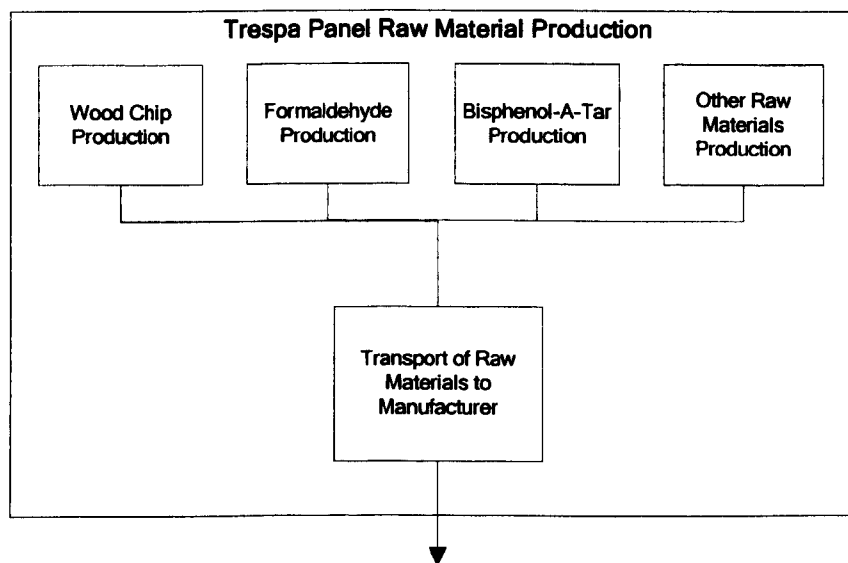 Trespa Panel Raw Material Production
Wood Chip
Production
Formaldehyde
Production
Bisphenol-A-Tar
Production
Other Raw
Materials
Production
Transport of Raw
Materials to
Manufacturer